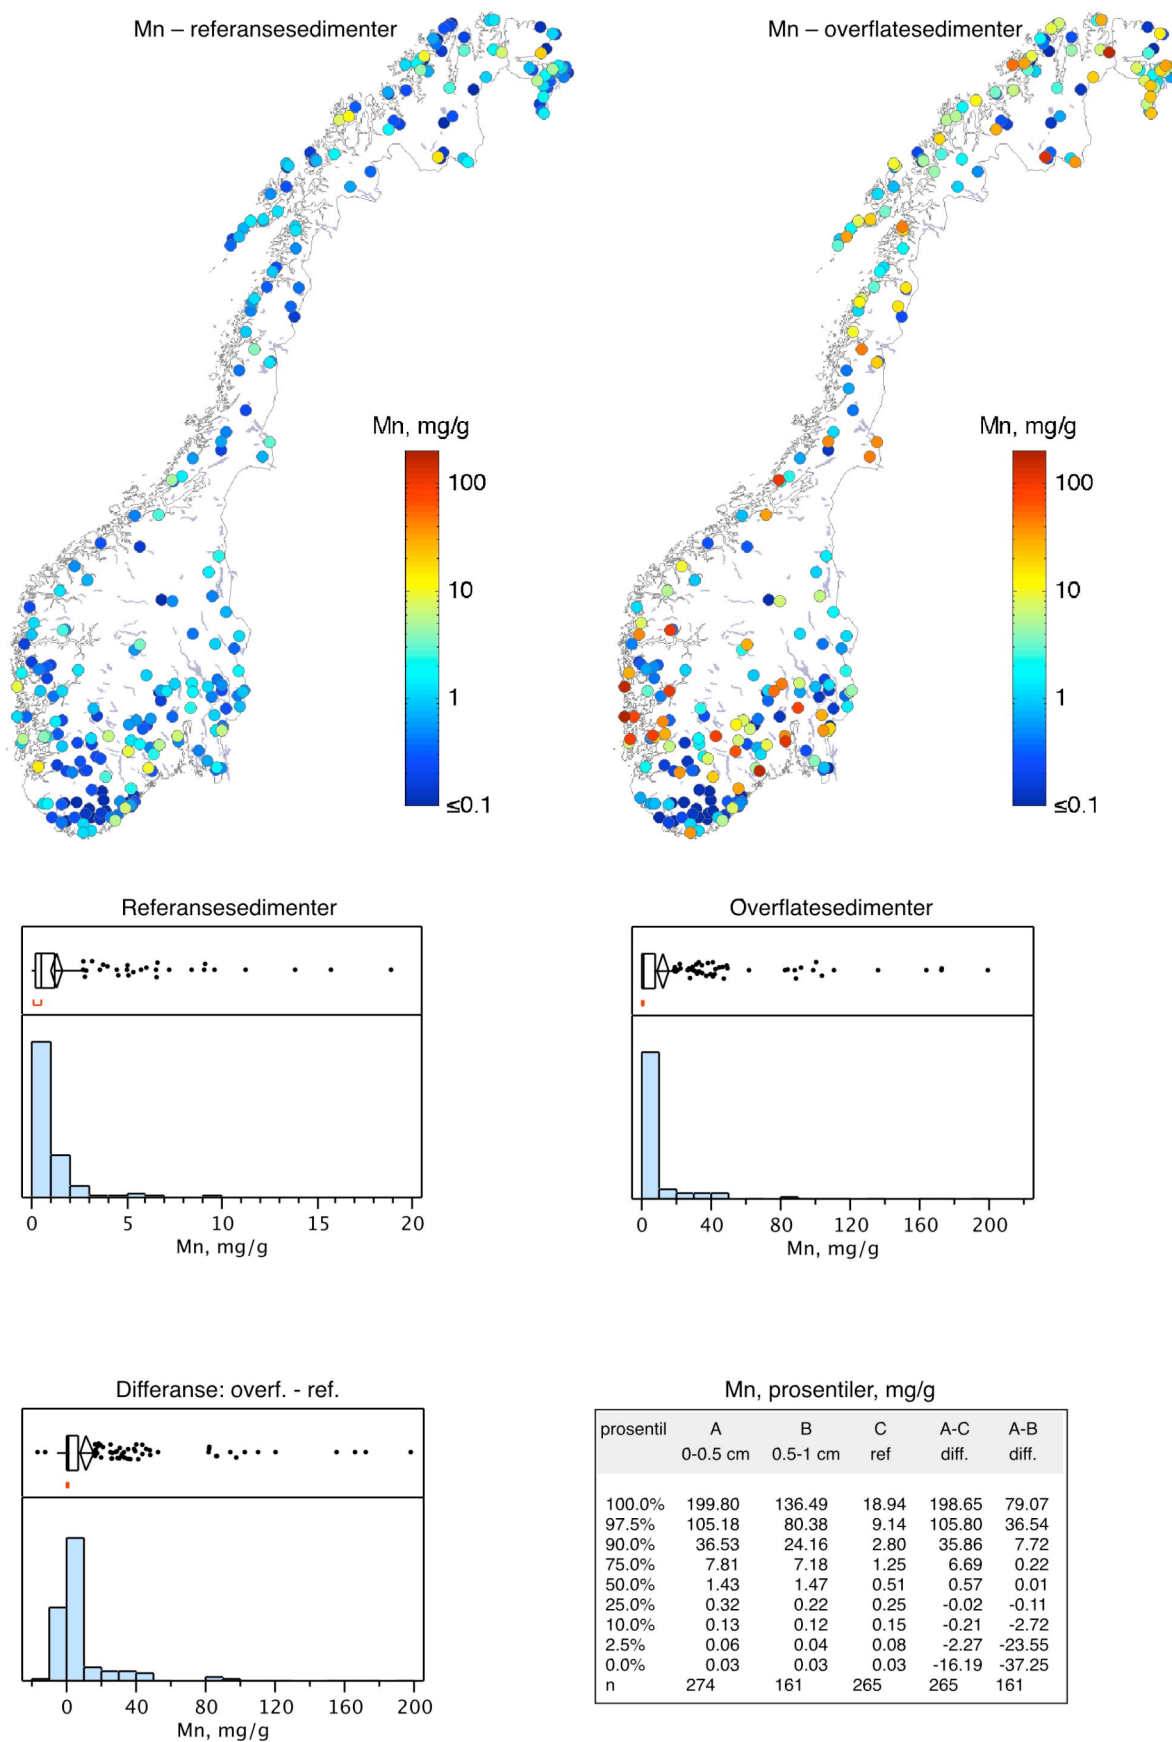 Mn – referansesedimenter
Mn – overflatesedimenter
Mn, mg/g
100
10
1
≤0.1
Mn, mg/g
100
10
1
≤0.1
Referansesedimenter
0 5 10 15 20
Mn, mg/g
Overflatesedimenter
0 40 80 120 160 200
Mn, mg/g
Differanse: overf. - ref.
0 40 80 120 160 200
Mn, mg/g
Mn, prosentiler, mg/g
prosentil A B C A-C A-B
0-0.5 cm 0.5-1 cm ref diff. diff.
100.0% 199.80 136.49 18.94 198.65 79.07
97.5% 105.18 80.38 9.14 105.80 36.54
90.0% 36.53 24.16 2.80 35.86 7.72
75.0% 7.81 7.18 1.25 6.69 0.22
50.0% 1.43 1.47 0.51 0.57 0.01
25.0% 0.32 0.22 0.25 -0.02 -0.11
10.0% 0.13 0.12 0.15 -0.21 -2.72
2.5% 0.06 0.04 0.08 -2.27 -23.55
0.0% 0.03 0.03 0.03 -16.19 -37.25
n 274 161 265 265 161